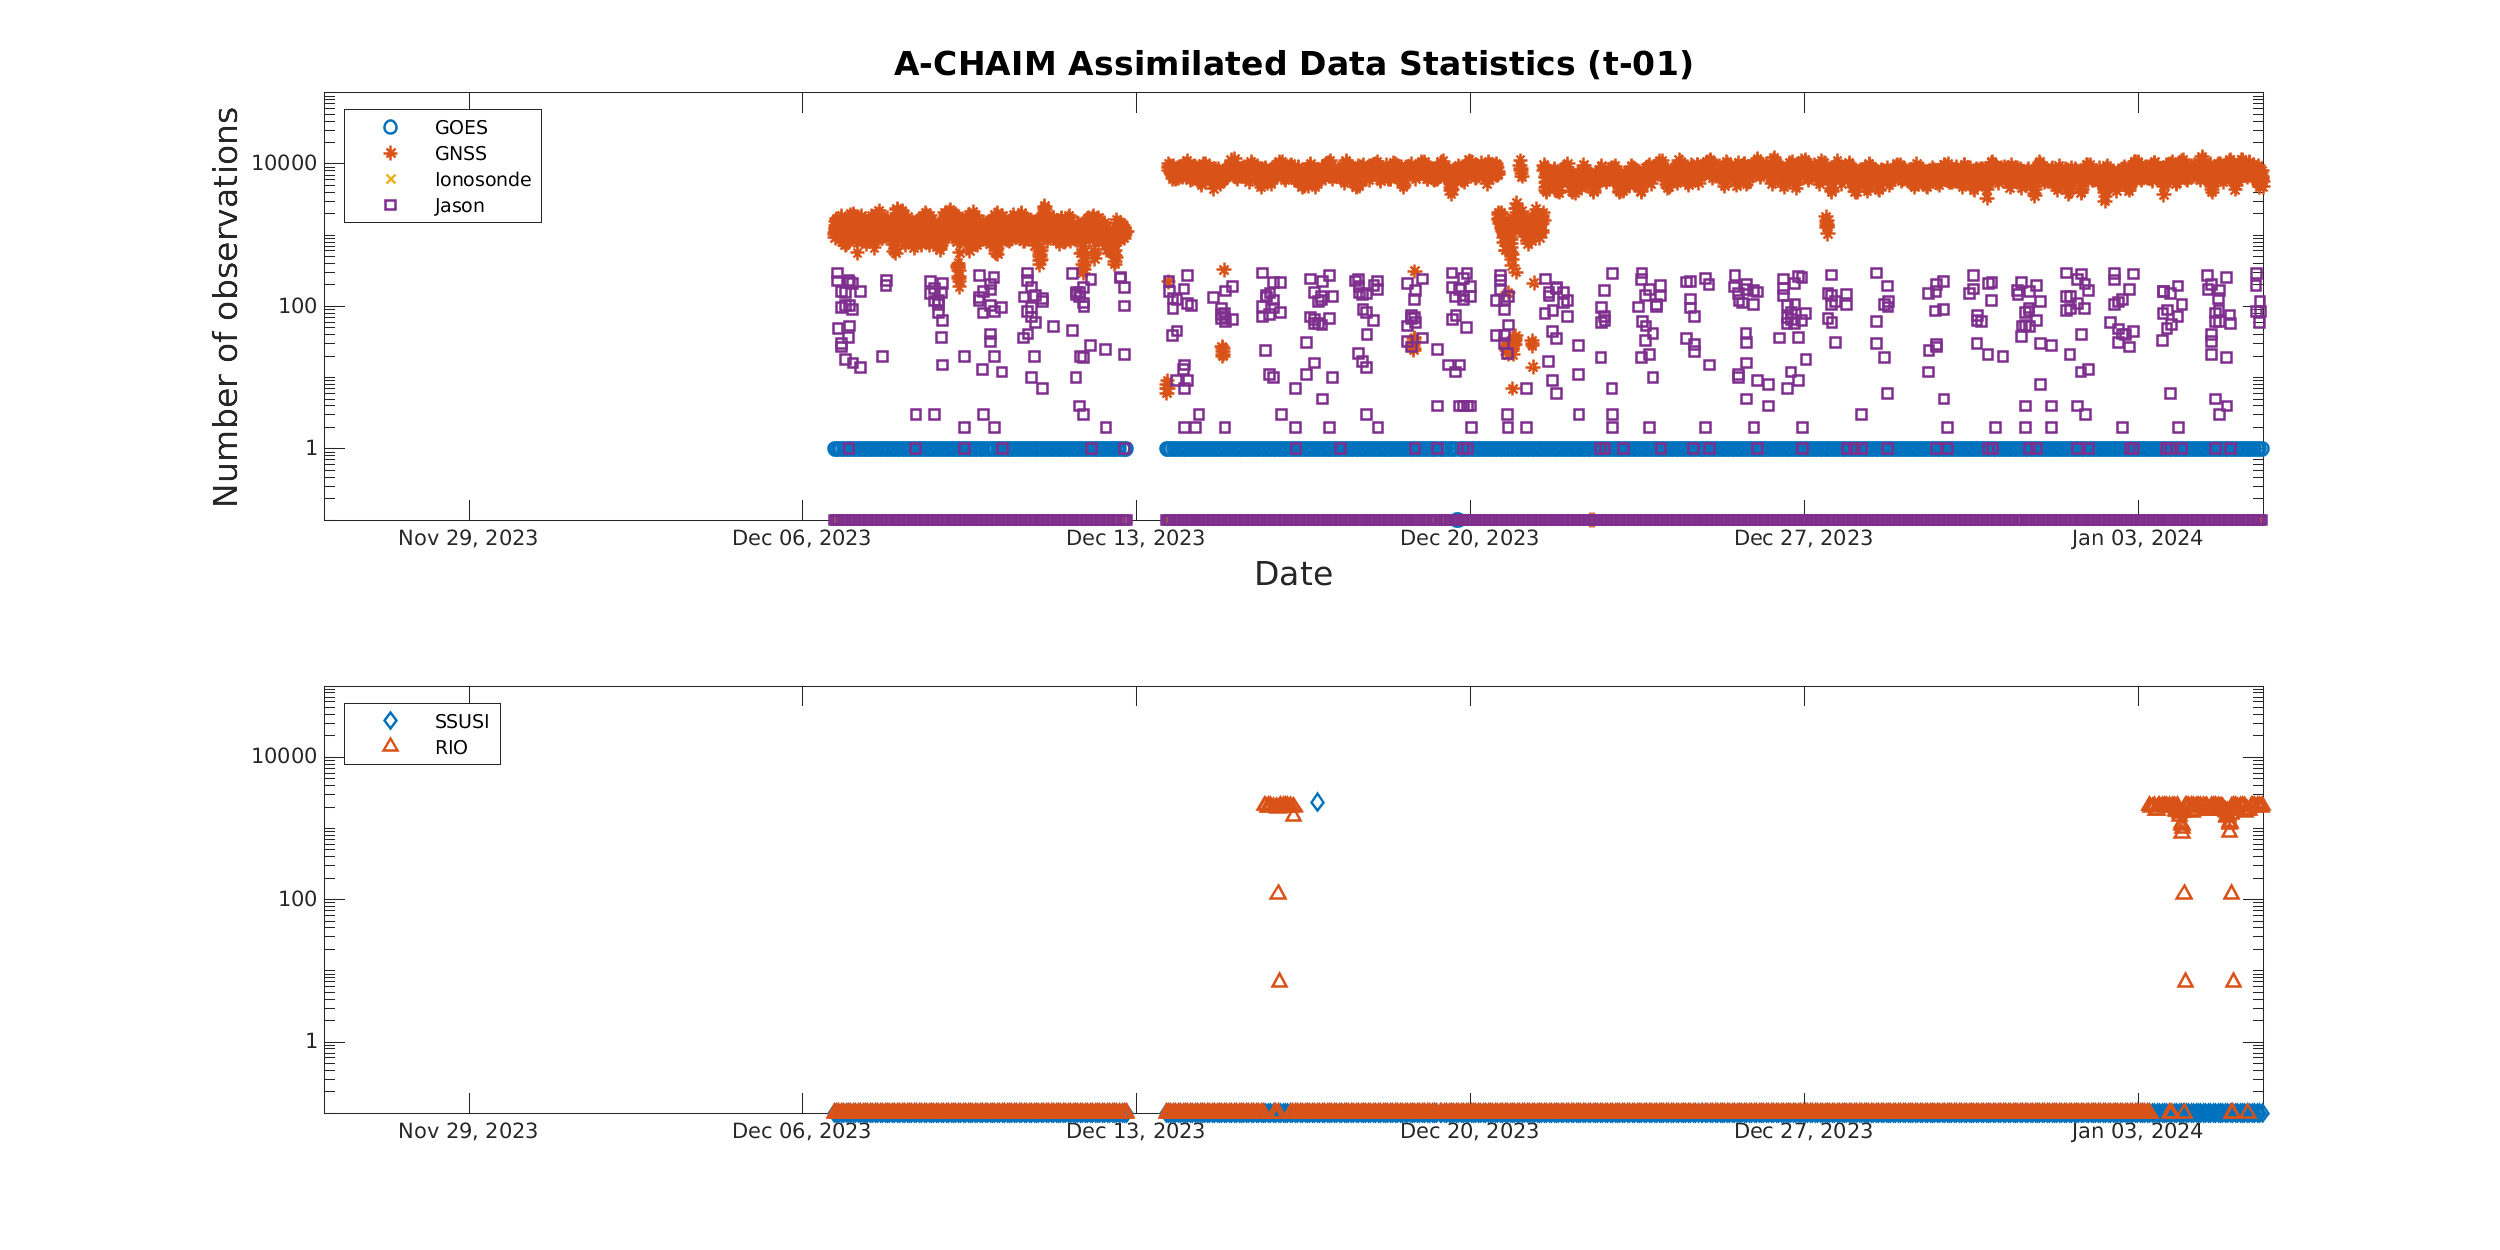 A-CHAIM Assimilated Data Statistics (t-01)
Number of observations
10000
100
1
GOES
GNSS
Ionosonde
Jason
Nov 29, 2023
Dec 06, 2023
Dec 13, 2023
Dec 20, 2023
Dec 27, 2023
Jan 03, 2024
Date
10000
100
1
SSUSI
RIO
Nov 29, 2023
Dec 06, 2023
Dec 13, 2023
Dec 20, 2023
Dec 27, 2023
Jan 03, 2024